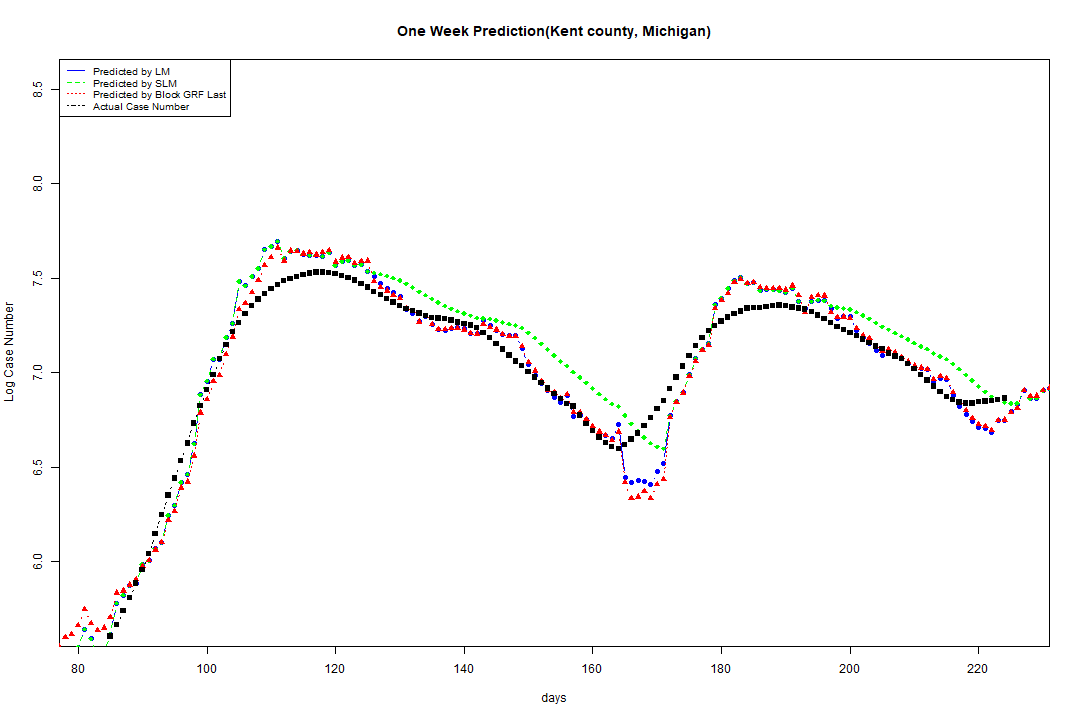 One Week Prediction(Kent county, Michigan)
Predicted by LM
Predicted by SLM
Predicted by Block GRF Last
Actual Case Number
8.5
8.0
7.5
7.0
6.5
6.0
Log Case Number
80 100 120 140 160 180 200 220
days